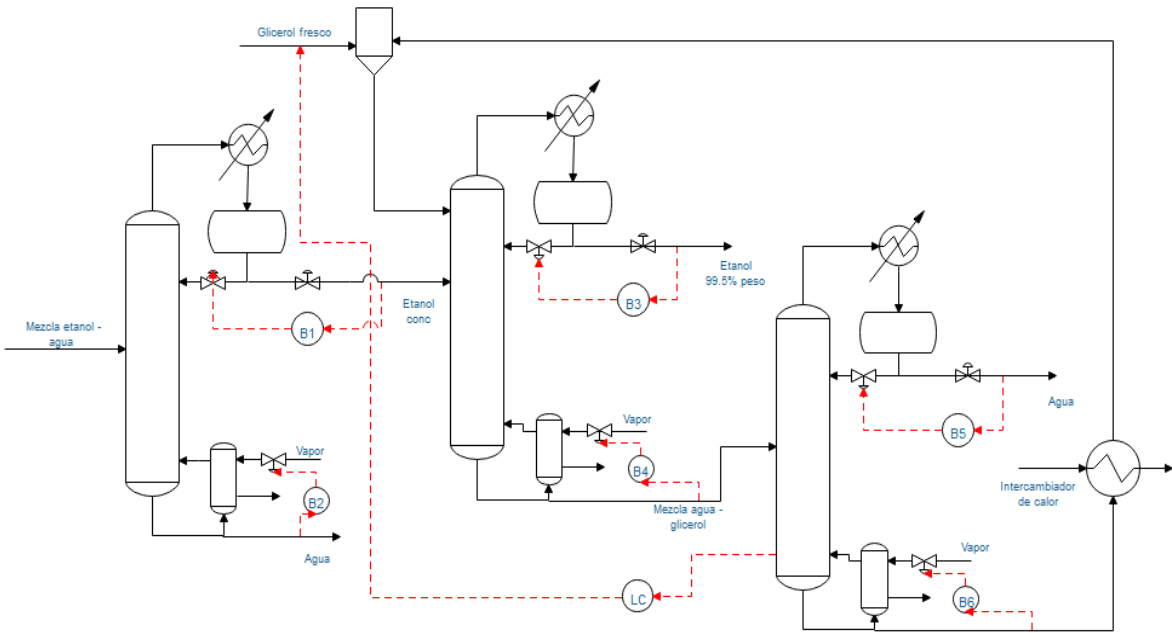 Glicerol fresco
B1
Etanol
conc
B3
Etanol
99.5% peso
Mezcla etanol -
agua
Agua
B5
Vapor
B2
Agua
Vapor
B4
Mezcla agua -
glicerol
Intercambiador
de calor
LC
Vapor
B6